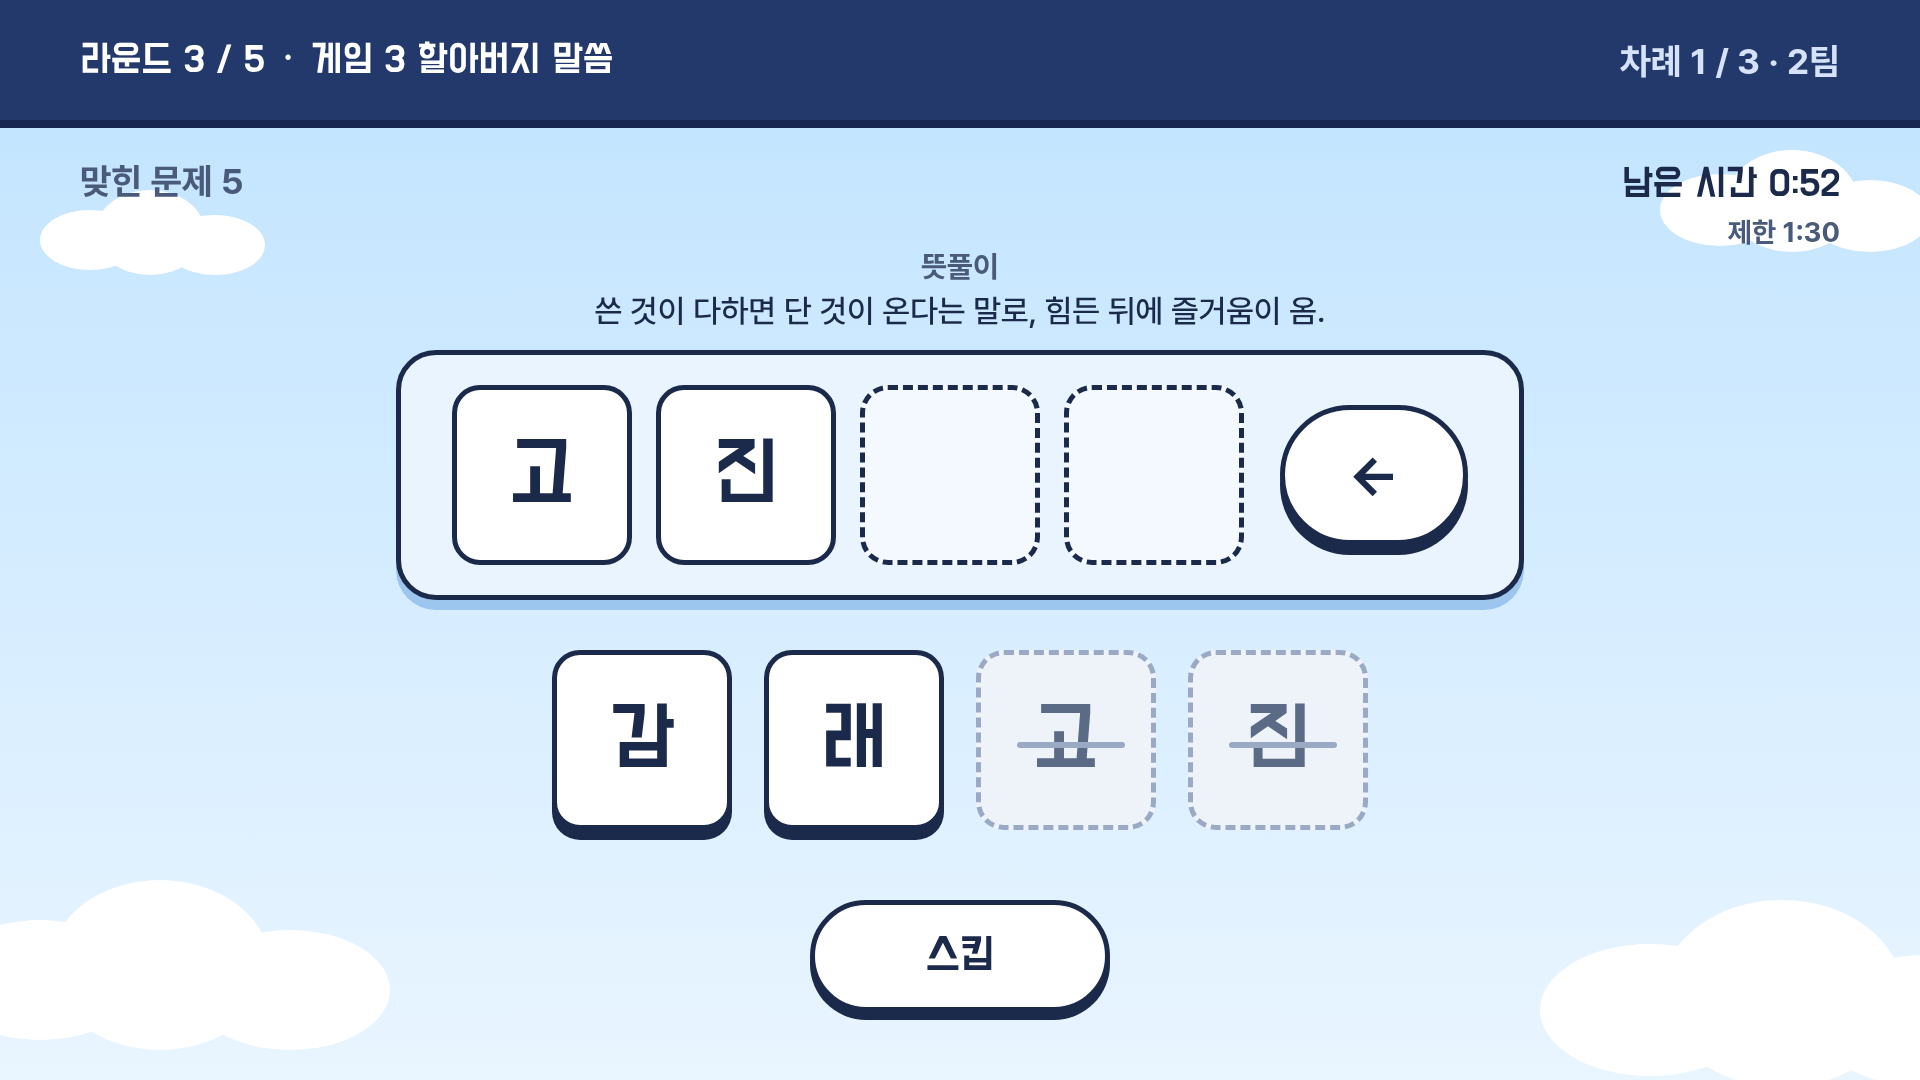 라운드 3 / 5 · 게임 3 할아버지 말씀
차례 1 / 3 · 2팀
맞힌 문제 5
남은 시간 0:52
제한 1:30
뜻풀이
쓴 것이 다하면 단 것이 온다는 말로, 힘든 뒤에 즐거움이 옴.
고 진 ←
감 래 고 진
스킵